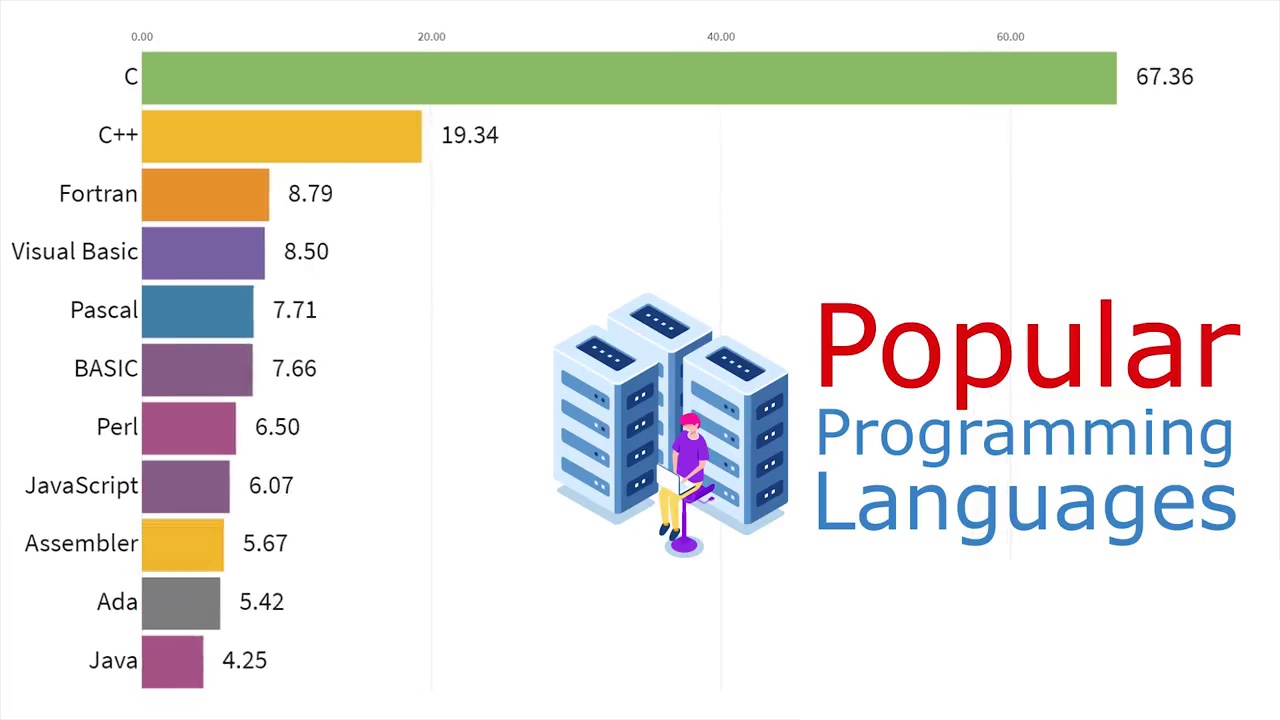 0.00 20.00 40.00 60.00
C 67.36
C++ 19.34
Fortran 8.79
Visual Basic 8.50
Pascal 7.71
BASIC 7.66
Perl 6.50
JavaScript 6.07
Assembler 5.67
Ada 5.42
Java 4.25
Popular
Programming
Languages